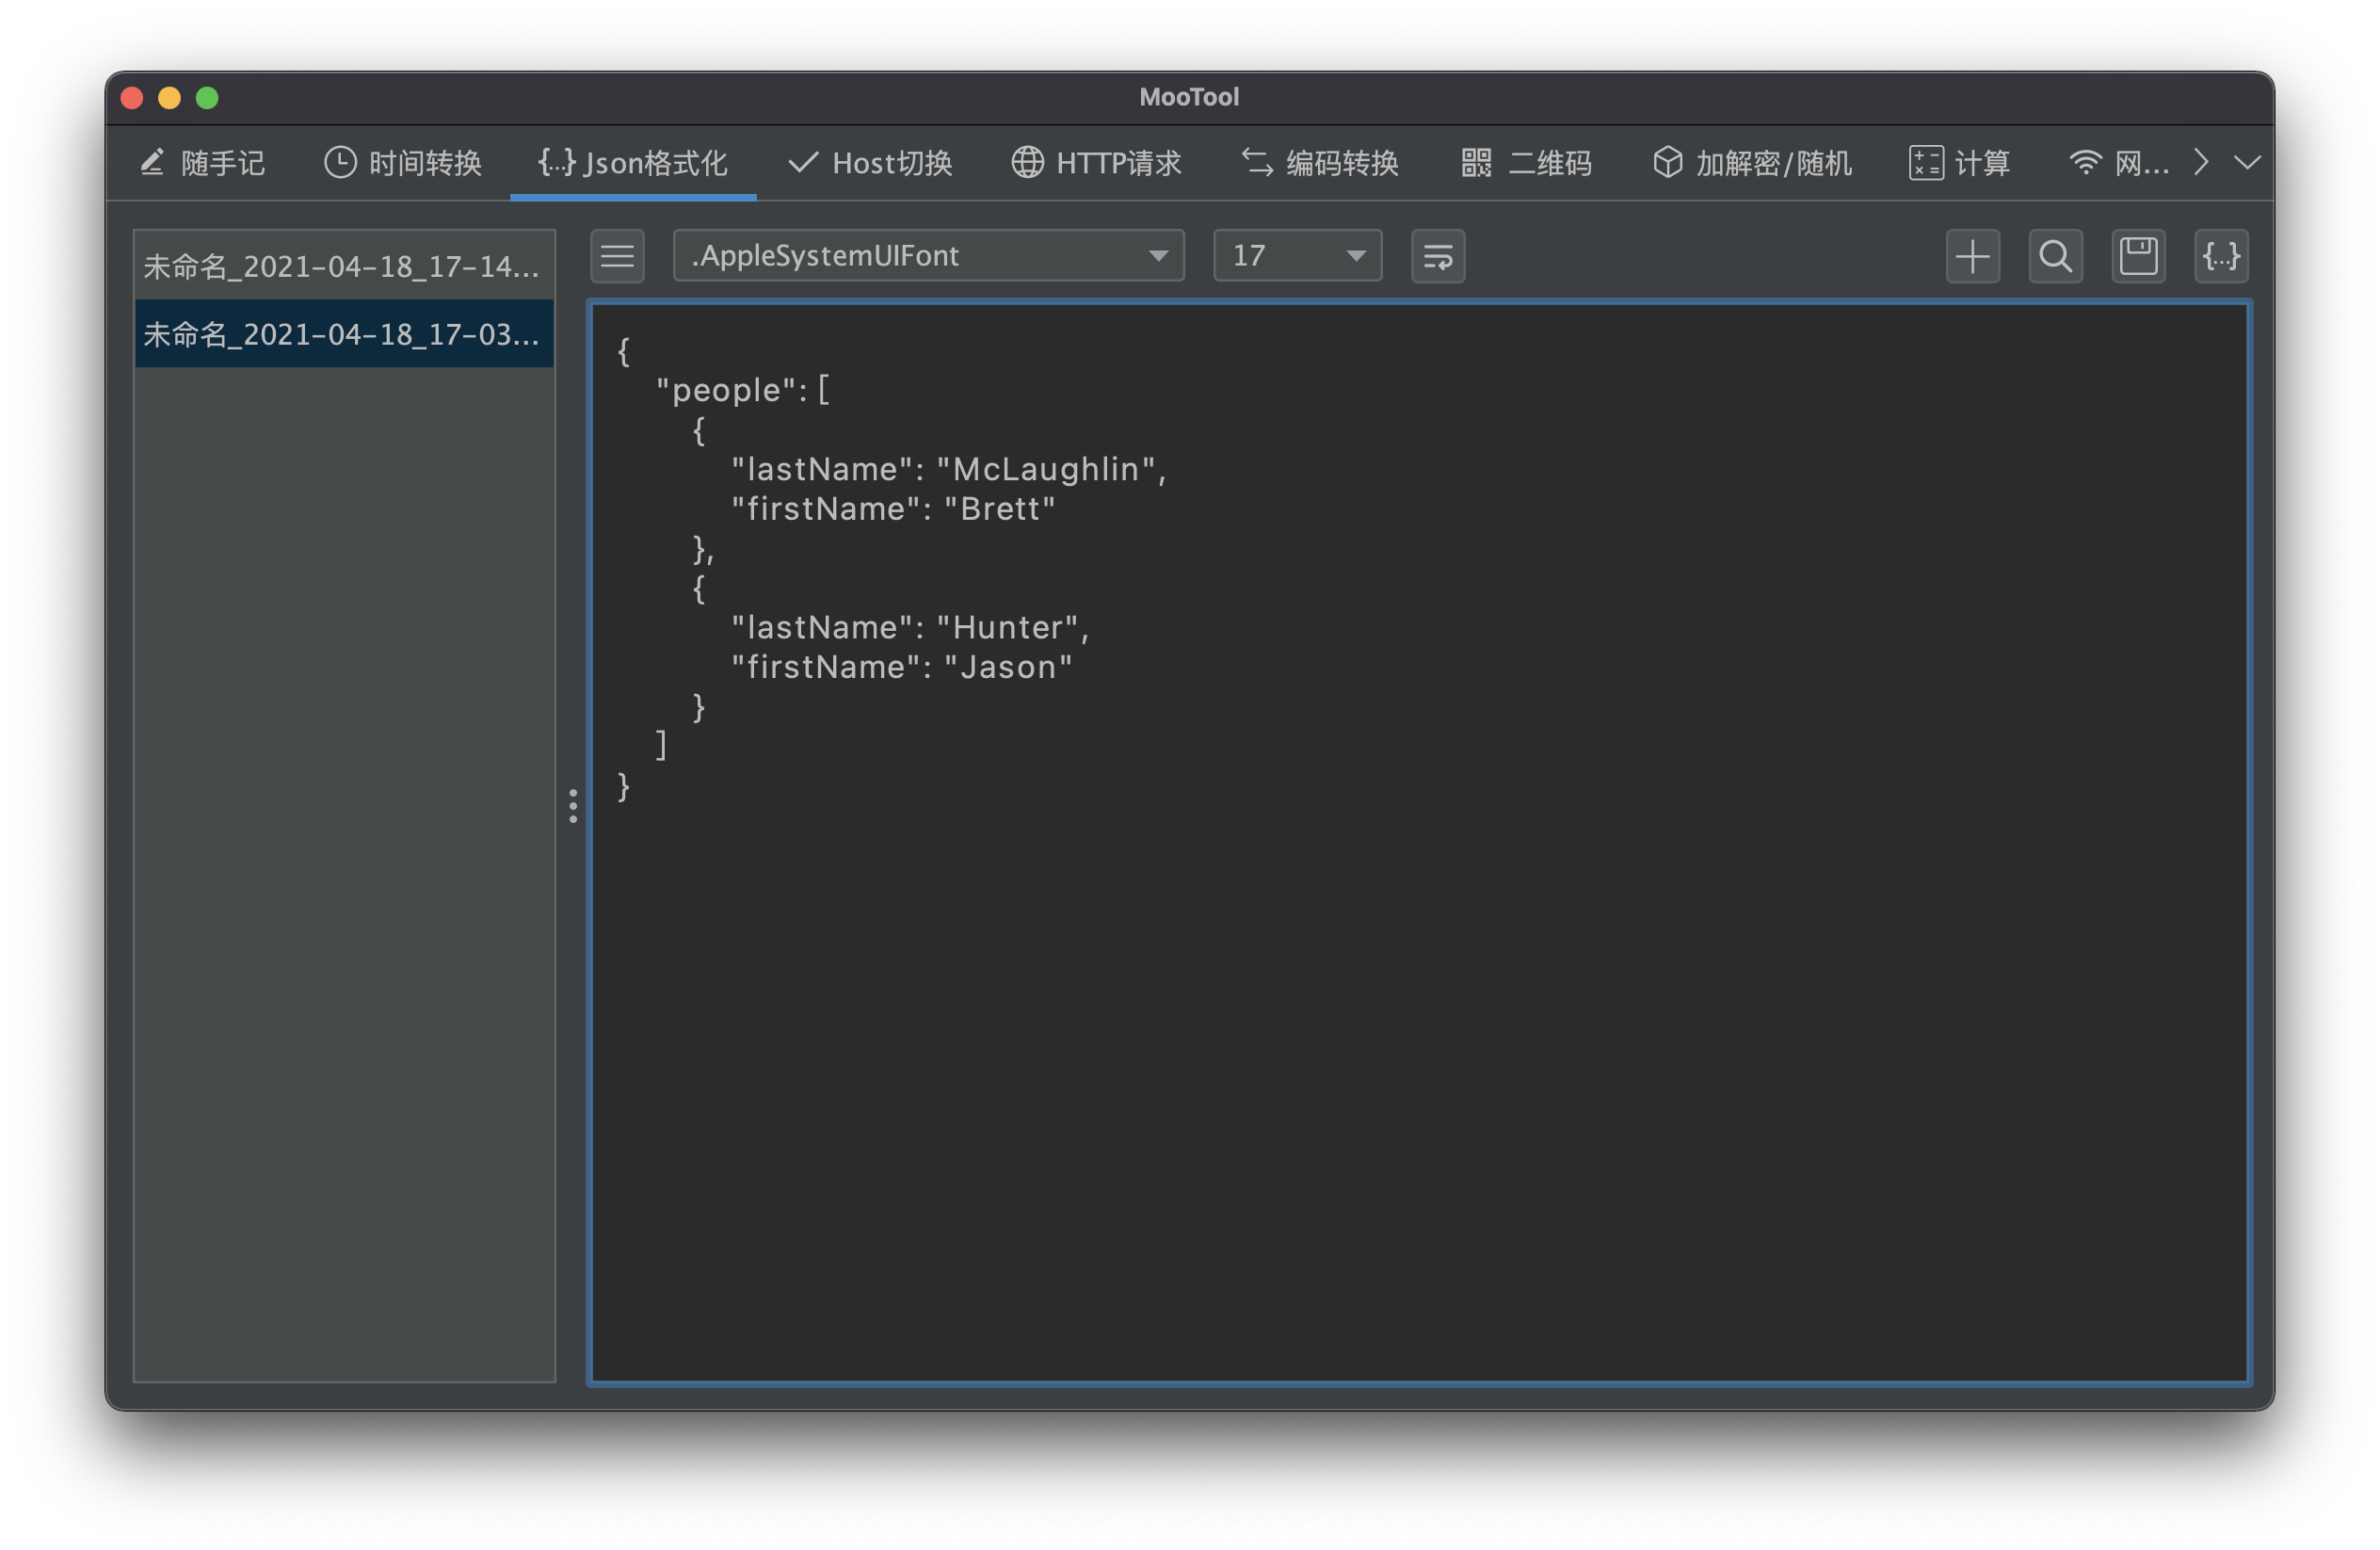 MooTool
随手记 时间转换 {...} Json格式化 Host切换 HTTP请求 编码转换 二维码 加解密/随机 计算 网...
.AppleSystemUIFont 17 {...}
未命名_2021-04-18_17-14...
未命名_2021-04-18_17-03...
{
"people": [
{
"lastName": "McLaughlin",
"firstName": "Brett"
},
{
"lastName": "Hunter",
"firstName": "Jason"
}
]
}